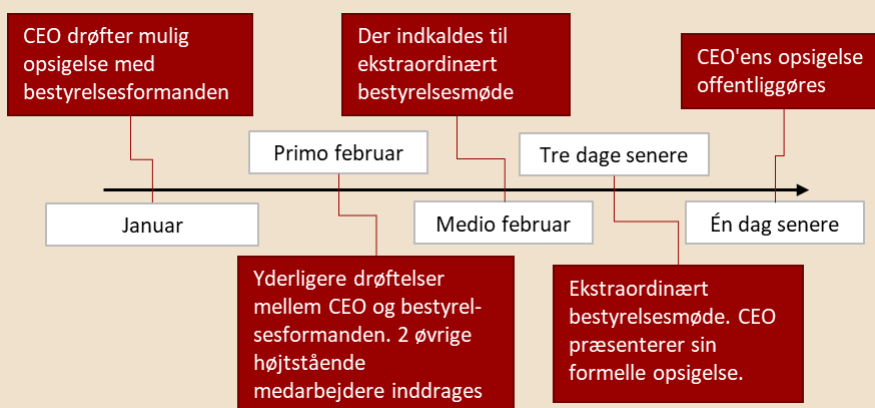 CEO drøfter mulig
opsigelse med
bestyrelsesformanden
Der indkaldes til
ekstraordinært
bestyrelsesmøde
CEO'ens opsigelse
offentliggøres
Primo februar
Tre dage senere
Januar
Medio februar
Én dag senere
Yderligere drøftelser
mellem CEO og bestyrel-
sesformanden. 2 øvrige
højtstående
medarbejdere inddrages
Ekstraordinært
bestyrelsesmøde. CEO
præsenterer sin
formelle opsigelse.